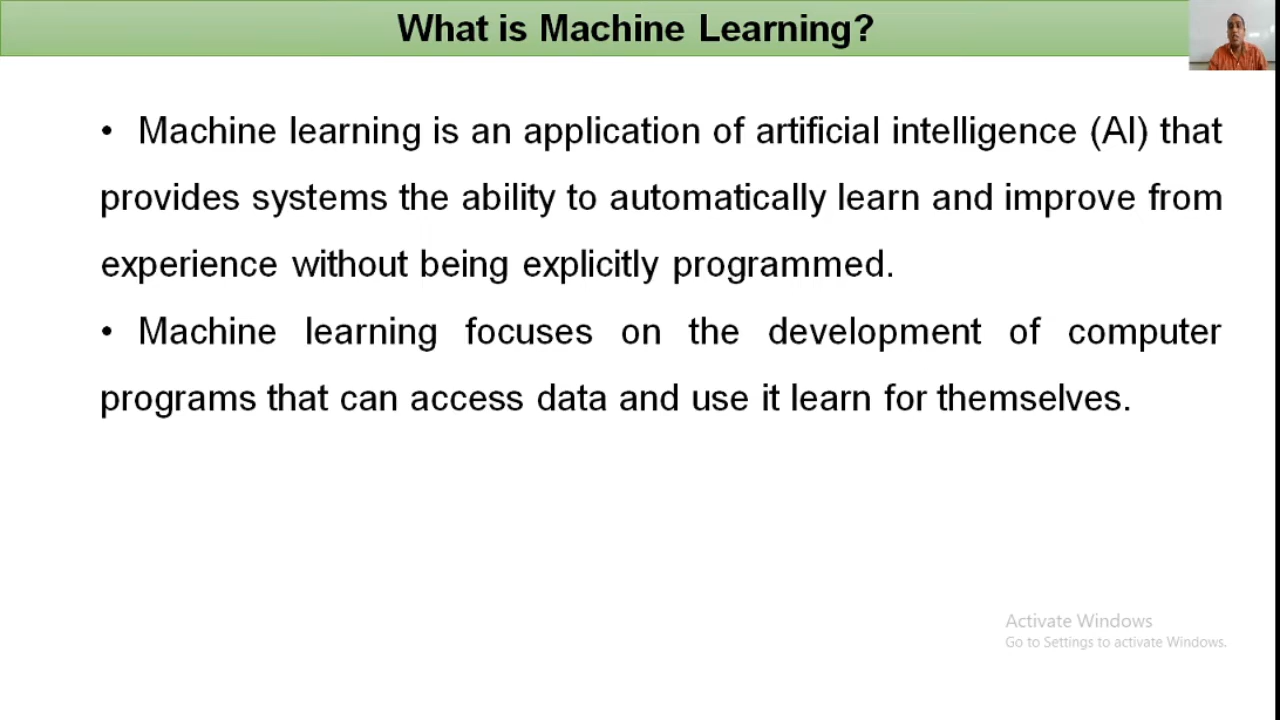 What is Machine Learning?
• Machine learning is an application of artificial intelligence (AI) that
provides systems the ability to automatically learn and improve from
experience without being explicitly programmed.
• Machine learning focuses on the development of computer
programs that can access data and use it learn for themselves.
Activate Windows
Go to Settings to activate Windows.